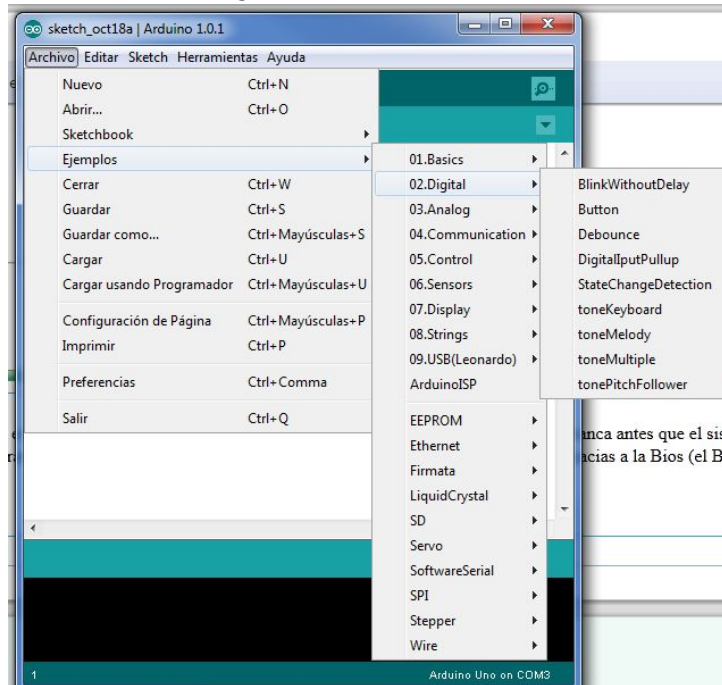 sketch_oct18a | Arduino 1.0.1
Archivo Editar Sketch Herramientas Ayuda
Nuevo Ctrl+N
Abrir... Ctrl+O
Sketchbook
Ejemplos
Cerrar Ctrl+W
Guardar Ctrl+S
Guardar como... Ctrl+Mayúsculas+S
Cargar Ctrl+U
Cargar usando Programador Ctrl+Mayúsculas+U
Configuración de Página Ctrl+Mayúsculas+P
Imprimir Ctrl+P
Preferencias Ctrl+Comma
Salir Ctrl+Q
01.Basics
02.Digital
03.Analog
04.Communication
05.Control
06.Sensors
07.Display
08.Strings
09.USB(Leonardo)
ArduinoISP
EEPROM
Ethernet
Firmata
LiquidCrystal
SD
Servo
SoftwareSerial
SPI
Stepper
Wire
BlinkWithoutDelay
Button
Debounce
DigitalIputPullup
StateChangeDetection
toneKeyboard
toneMelody
toneMultiple
tonePitchFollower
antes que el
a la Bios (el
1 Arduino Uno on COM3